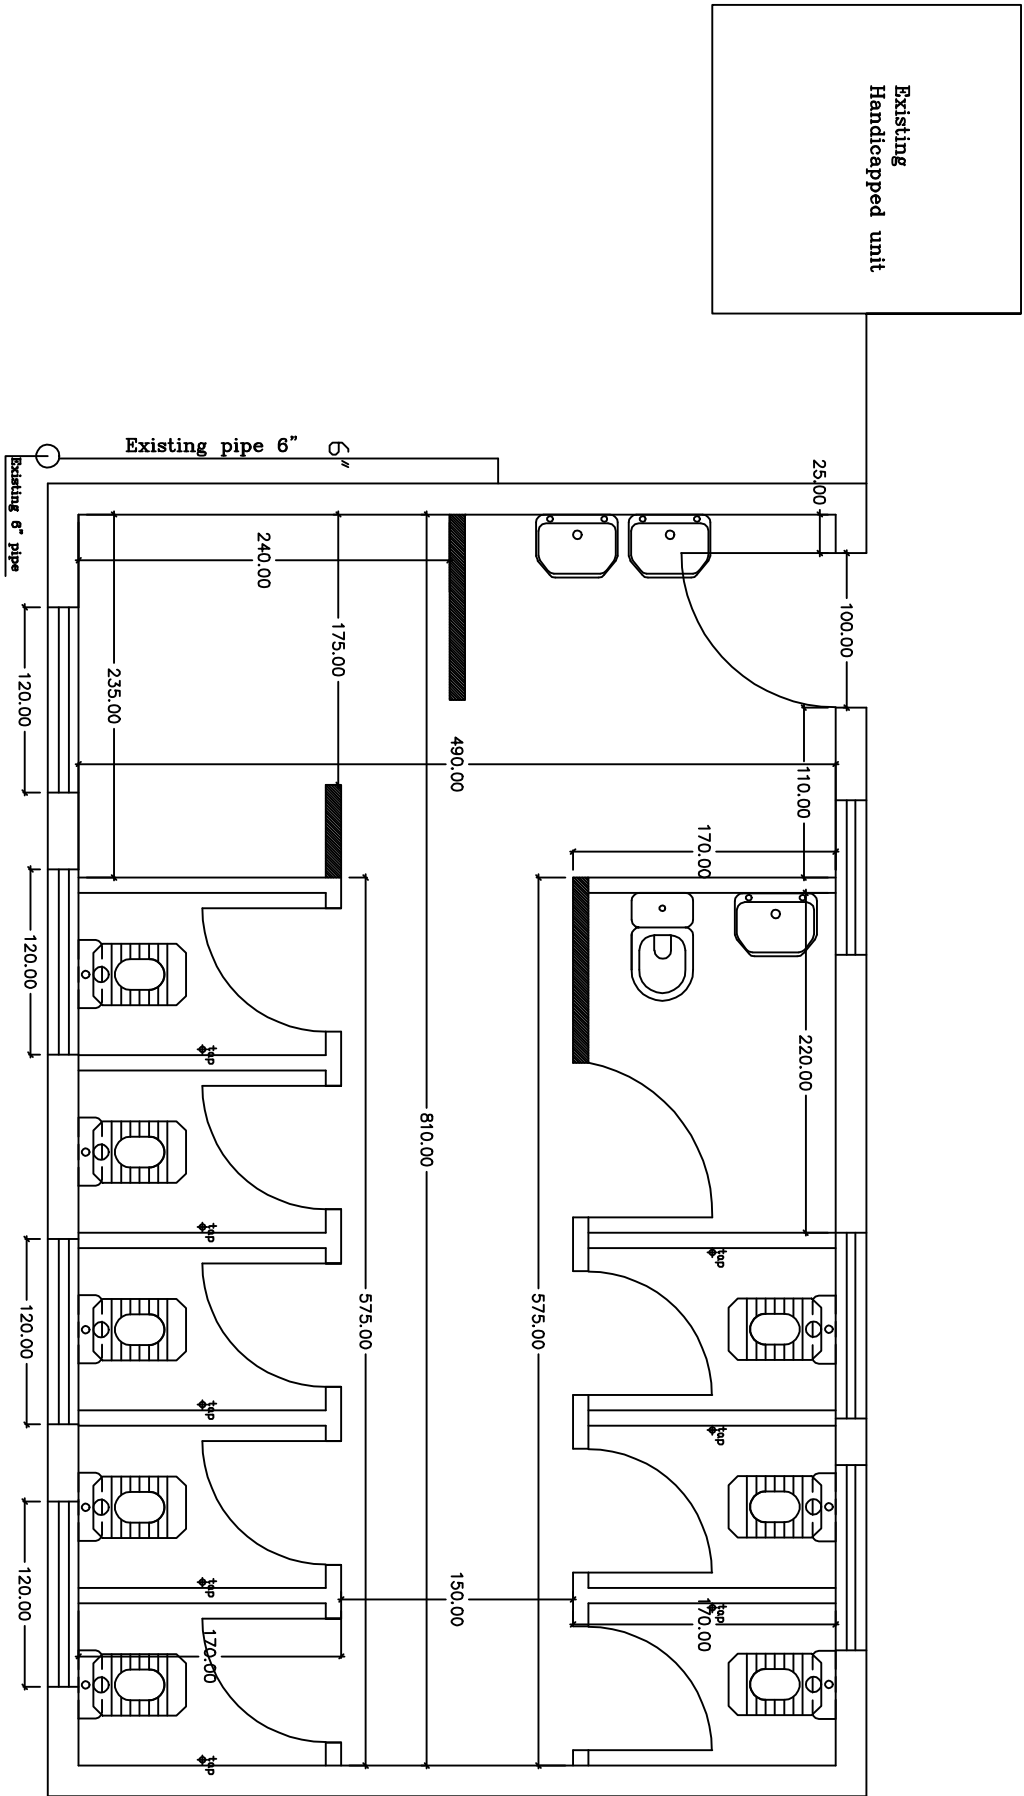 Existing
Handicapped unit
Existing pipe 6"
6"
Existing 6" pipe
25.00
100.00
240.00
175.00
235.00
120.00
490.00
110.00
170.00
120.00
220.00
tap
810.00
tap
tap
575.00
575.00
120.00
tap
tap
120.00
tap
150.00
tap
170.00
170.00
tap